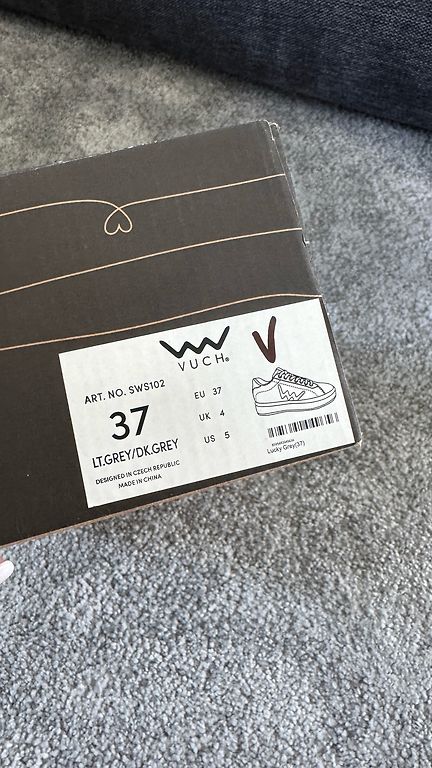 VUCH®
V
ART. NO. SWS102
37
LT.GREY/DK.GREY
DESIGNED IN CZECH REPUBLIC
MADE IN CHINA
EU 37
UK 4
US 5
Lucky Grey(37)